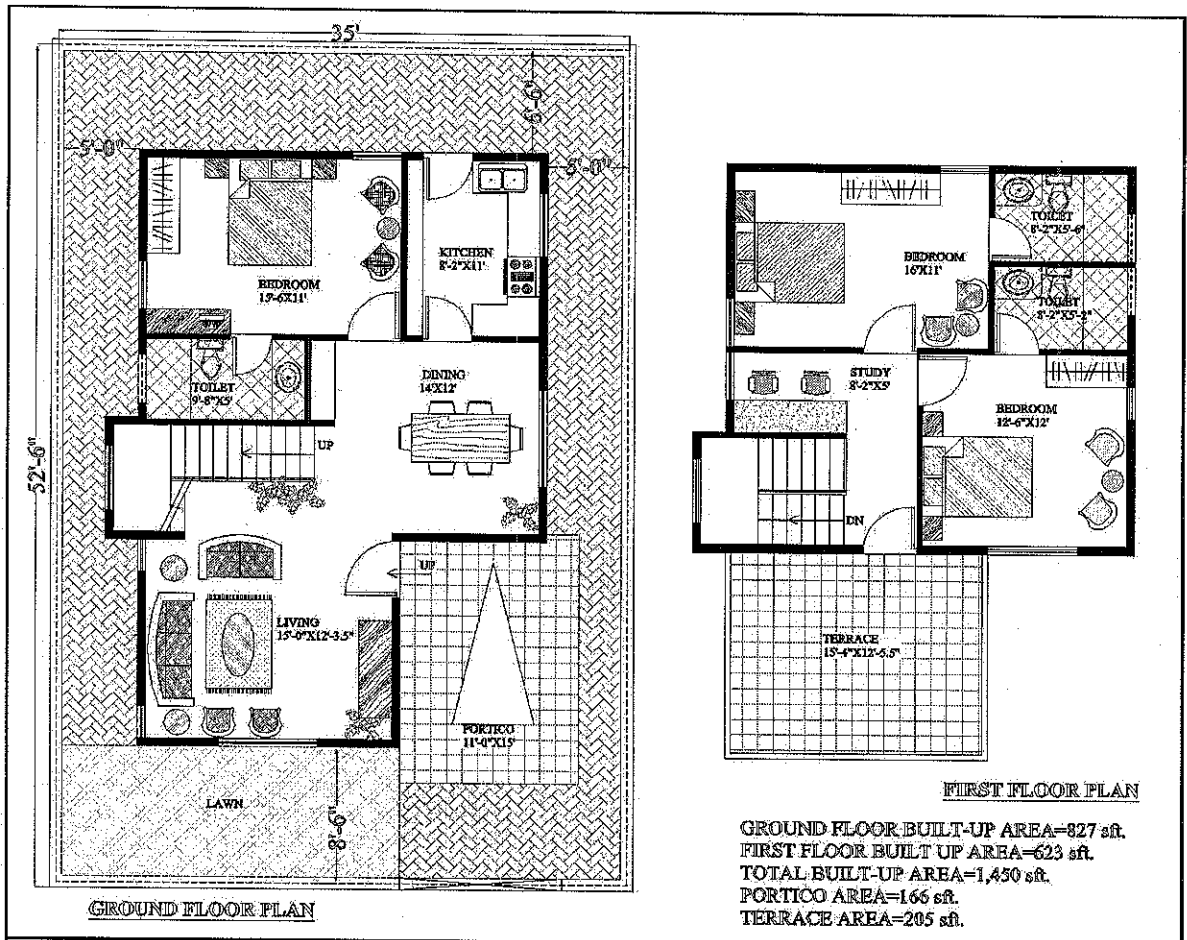 35'
6'-6"
5'-0"
5'-0"
52'-6"
BEDROOM
15'-6X11'
KITCHEN
8'-2"X11'
TOILET
9'-8"X5'
DINING
14'X12'
UP
UP
LIVING
15'-0"X12'-3.5"
PORTICO
11'-0"X15'
LAWN
9'-8"
GROUND FLOOR PLAN
TOILET
8'-2"X5'-6"
BEDROOM
16'X11'
TOILET
8'-2"X5'-2"
STUDY
8'-2"X5'
BEDROOM
12'-6"X12'
DN
TERRACE
15'-4"X12'-5.5"
FIRST FLOOR PLAN
GROUND FLOOR BUILT-UP AREA=827 sft.
FIRST FLOOR BUILT UP AREA=623 sft.
TOTAL BUILT-UP AREA=1,450 sft.
PORTICO AREA=166 sft.
TERRACE AREA=205 sft.